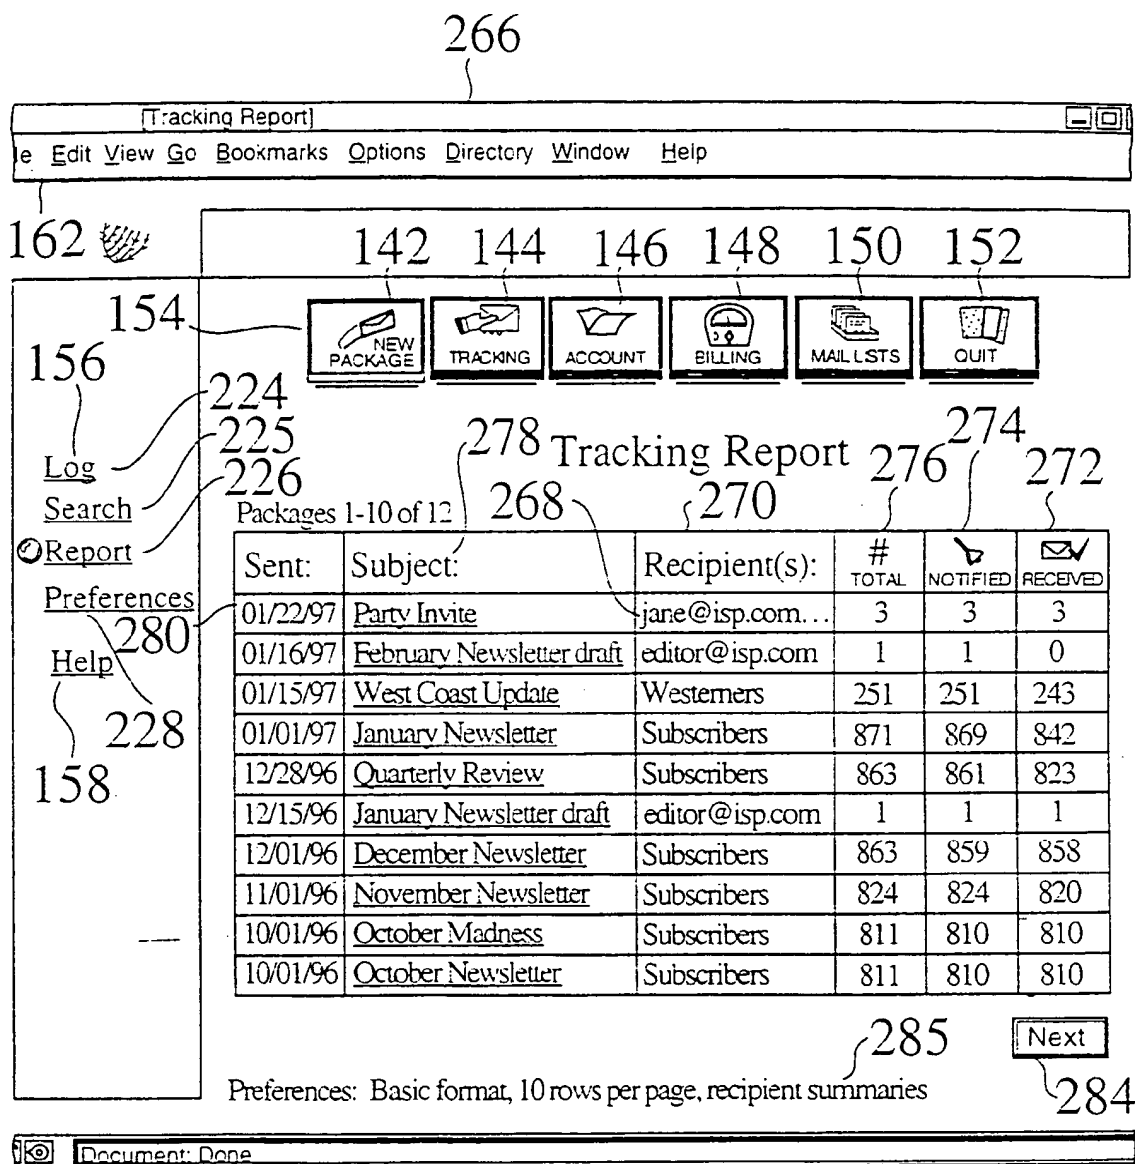 266
[Tracking Report]
le Edit View Go Bookmarks Options Directory Window Help
162 142 144 146 148 150 152
154
NEW PACKAGE TRACKING ACCOUNT BILLING MAIL LSTS QUIT
156
224
225
226
Log
Search
Report
Preferences
280
Help
228
158
278 Tracking Report 276 274 272
Packages 1-10 of 12 268 270
Sent: Subject: Recipient(s): # TOTAL NOTIFIED RECEIVED
01/22/97 Party Invite jane@isp.com... 3 3 3
01/16/97 February Newsletter draft editor@isp.com 1 1 0
01/15/97 West Coast Update Westerners 251 251 243
01/01/97 January Newsletter Subscribers 871 869 842
12/28/96 Quarterly Review Subscribers 863 861 823
12/15/96 January Newsletter draft editor@isp.com 1 1 1
12/01/96 December Newsletter Subscribers 863 859 858
11/01/96 November Newsletter Subscribers 824 824 820
10/01/96 October Madness Subscribers 811 810 810
10/01/96 October Newsletter Subscribers 811 810 810
285 Next
Preferences: Basic format, 10 rows per page, recipient summaries 284
Document: Done